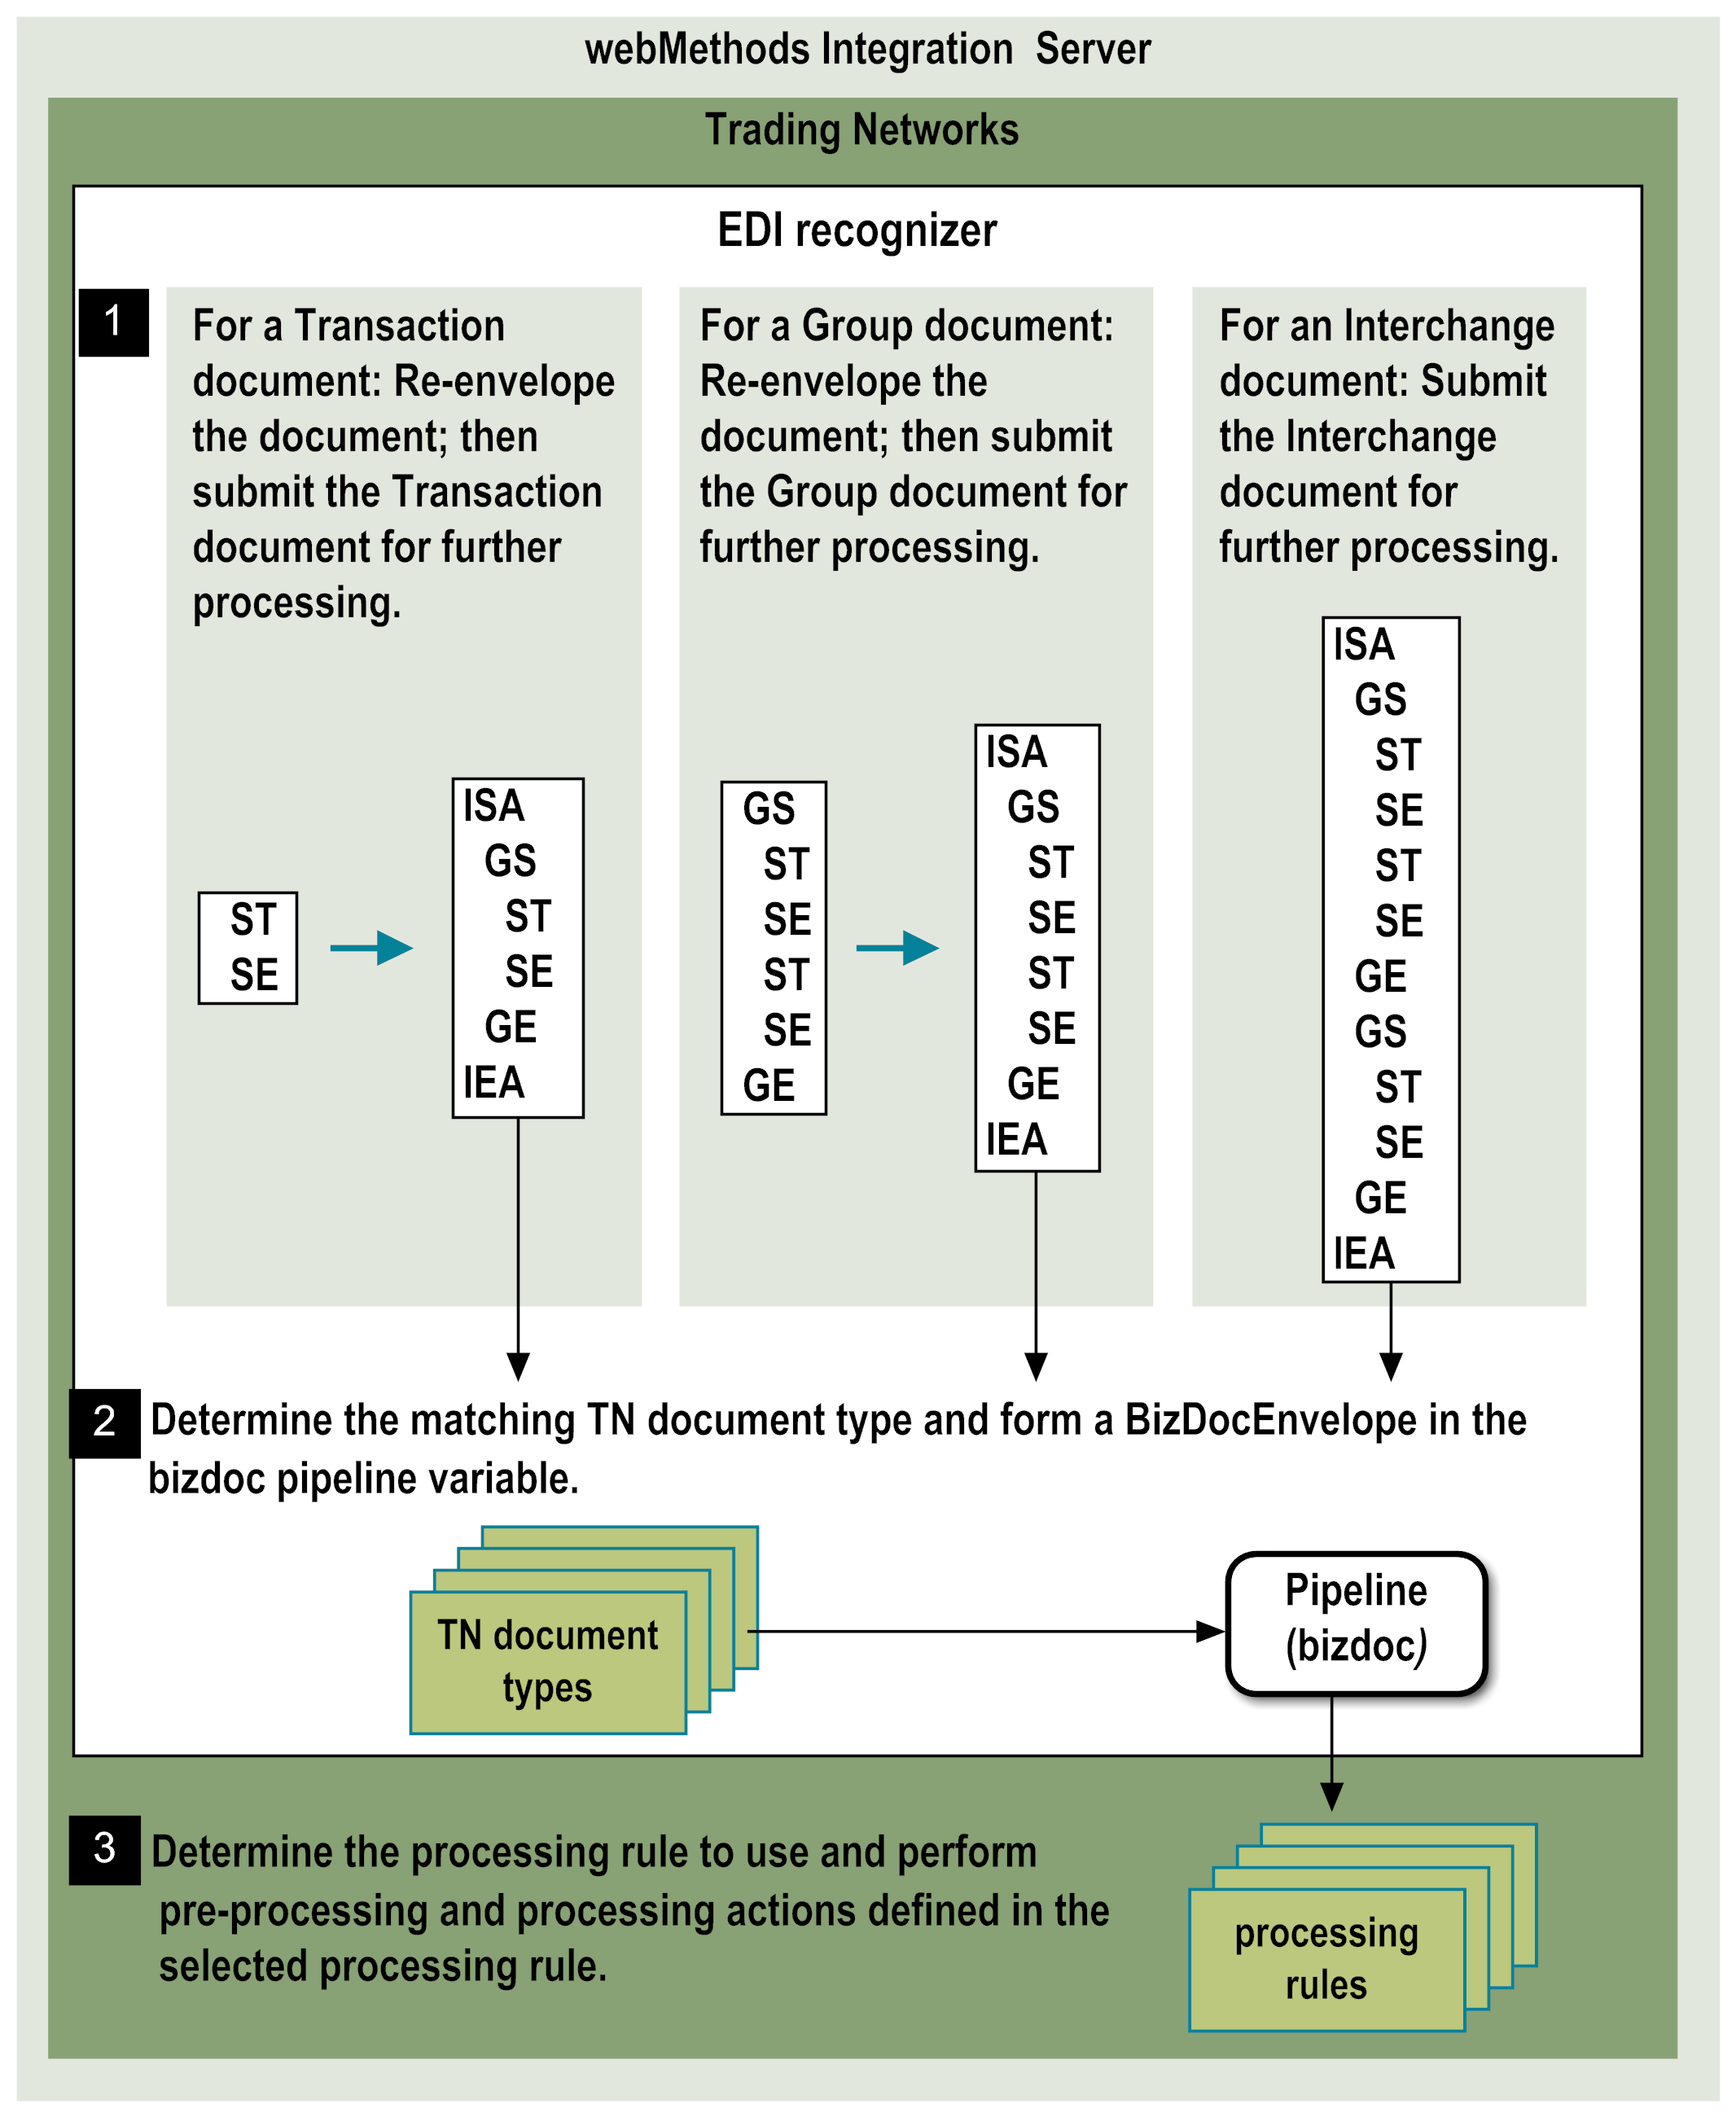 webMethods Integration Server
Trading Networks
EDI recognizer
1
For a Transaction
document: Re-envelope
the document; then
submit the Transaction
document for further
processing.
ST
SE
ISA
GS
ST
SE
GE
IEA
For a Group document:
Re-envelope the
document; then submit
the Group document for
further processing.
GS
ST
SE
ST
SE
GE
ISA
GS
ST
SE
ST
SE
GE
IEA
For an Interchange
document: Submit
the Interchange
document for
further processing.
ISA
GS
ST
SE
ST
SE
GE
GS
ST
SE
GE
IEA
2
Determine the matching TN document type and form a BizDocEnvelope in the
bizdoc pipeline variable.
TN document
types
Pipeline
(bizdoc)
3
Determine the processing rule to use and perform
pre-processing and processing actions defined in the
selected processing rule.
processing
rules